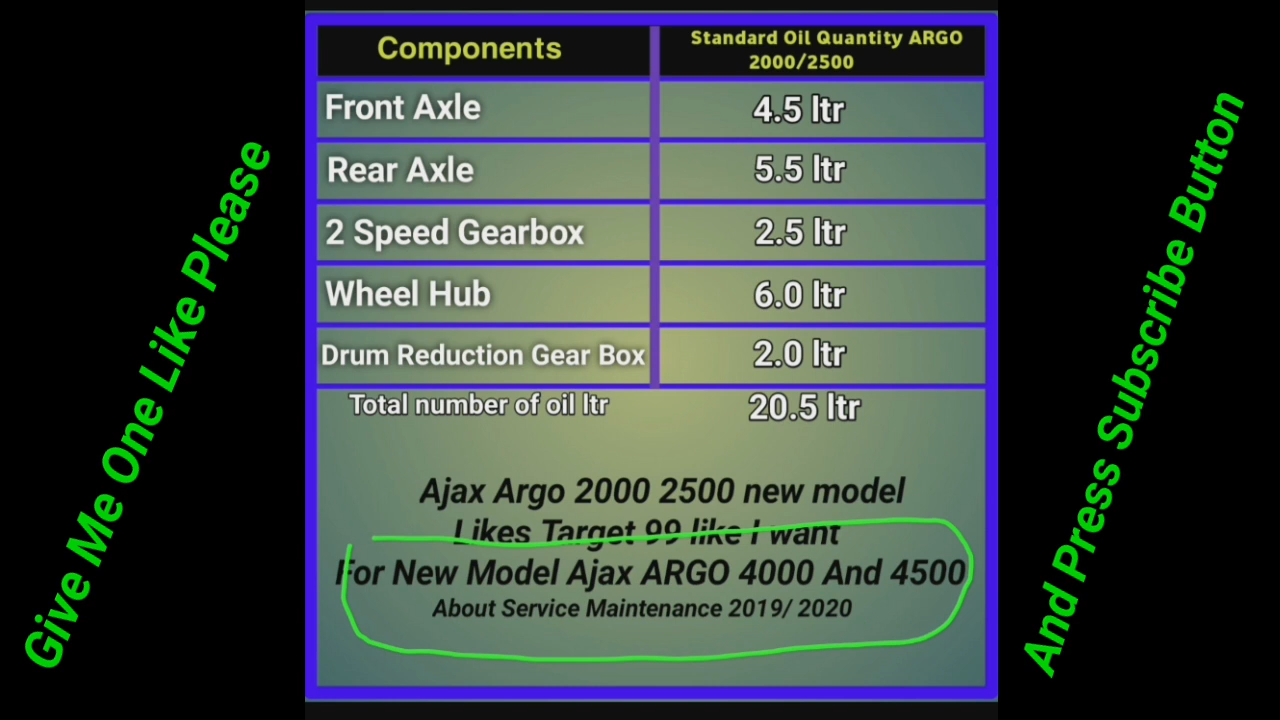 Give Me One Like Please
Components
Standard Oil Quantity ARGO
2000/2500
Front Axle
4.5 ltr
Rear Axle
5.5 ltr
2 Speed Gearbox
2.5 ltr
Wheel Hub
6.0 ltr
Drum Reduction Gear Box
2.0 ltr
Total number of oil ltr
20.5 ltr
Ajax Argo 2000 2500 new model
Likes Target 99 like I want
For New Model Ajax ARGO 4000 And 4500
About Service Maintenance 2019/ 2020
And Press Subscribe Button